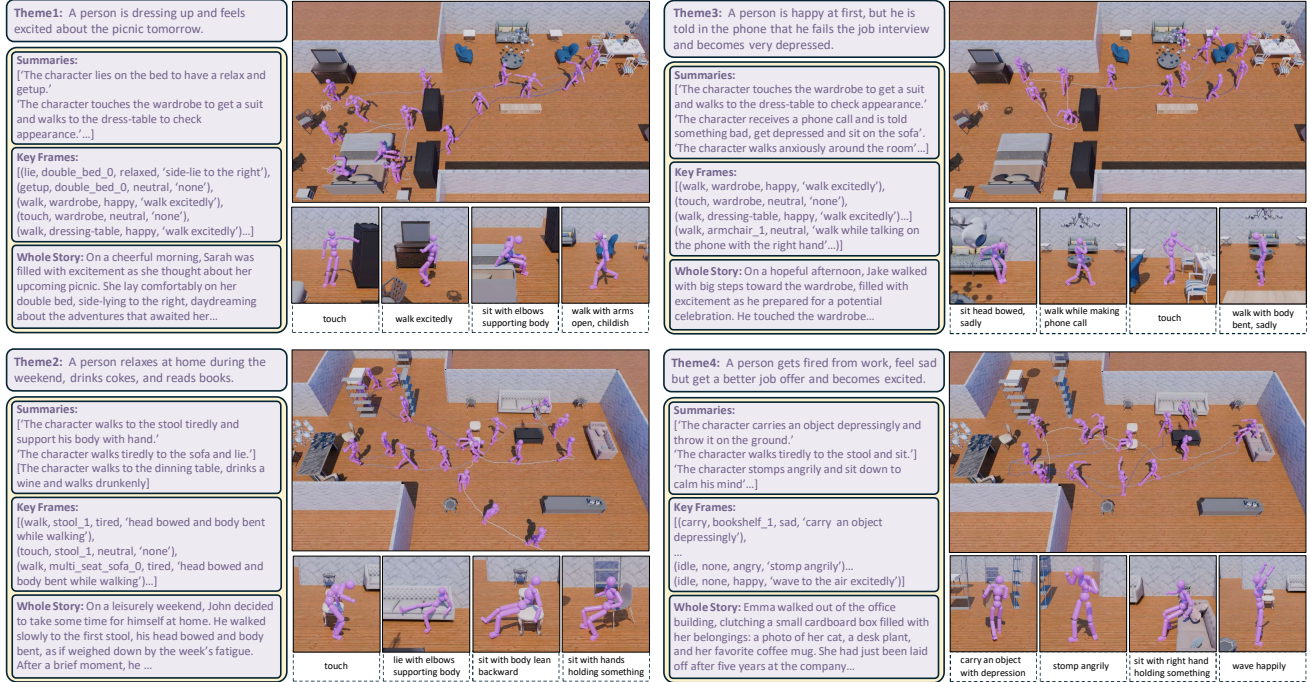 Theme1: A person is dressing up and feels
excited about the picnic tomorrow.
Summaries:
['The character lies on the bed to have a relax and
getup.'
'The character touches the wardrobe to get a suit
and walks to the dress-table to check
appearance.'…]
Key Frames:
[(lie, double_bed_0, relaxed, 'side-lie to the right'),
(getup, double_bed_0, neutral, 'none'),
(walk, wardrobe, happy, 'walk excitedly'),
(touch, wardrobe, neutral, 'none'),
(walk, dressing-table, happy, 'walk excitedly')…]
Whole Story: On a cheerful morning, Sarah was
filled with excitement as she thought about her
upcoming picnic. She lay comfortably on her
double bed, side-lying to the right, daydreaming
about the adventures that awaited her…
touch
walk excitedly
sit with elbows
supporting body
walk with arms
open, childish
Theme3: A person is happy at first, but he is
told in the phone that he fails the job interview
and becomes very depressed.
Summaries:
['The character touches the wardrobe to get a suit
and walks to the dress-table to check appearance.'
'The character receives a phone call and is told
something bad, get depressed and sit on the sofa'.
'The character walks anxiously around the room'…]
Key Frames:
[(walk, wardrobe, happy, 'walk excitedly'),
(touch, wardrobe, neutral, 'none'),
(walk, dressing-table, happy, 'walk excitedly')…]
(walk, armchair_1, neutral, 'walk while talking on
the phone with the right hand'…)]
Whole Story: On a hopeful afternoon, Jake walked
with big steps toward the wardrobe, filled with
excitement as he prepared for a potential
celebration. He touched the wardrobe…
sit head bowed,
sadly
walk while making
phone call
touch
walk with body
bent, sadly
Theme2: A person relaxes at home during the
weekend, drinks cokes, and reads books.
Summaries:
['The character walks to the stool tiredly and
support his body with hand.'
'The character walks tiredly to the sofa and lie.']
[The character walks to the dinning table, drinks a
wine and walks drunkenly]
Key Frames:
[(walk, stool_1, tired, 'head bowed and body bent
while walking'),
(touch, stool_1, neutral, 'none'),
(walk, multi_seat_sofa_0, tired, 'head bowed and
body bent while walking')…]
Whole Story: On a leisurely weekend, John decided
to take some time for himself at home. He walked
slowly to the first stool, his head bowed and body
bent, as if weighed down by the week's fatigue.
After a brief moment, he …
touch
lie with elbows
supporting body
sit with body lean
backward
sit with hands
holding something
Theme4: A person gets fired from work, feel sad
but get a better job offer and becomes excited.
Summaries:
['The character carries an object depressingly and
throw it on the ground.'
'The character walks tiredly to the stool and sit.'
'The character stomps angrily and sit down to
calm his mind'…]
Key Frames:
[(carry, bookshelf_1, sad, 'carry an object
depressingly'),
…
(idle, none, angry, 'stomp angrily')…
(idle, none, happy, 'wave to the air excitedly')]
Whole Story: Emma walked out of the office
building, clutching a small cardboard box filled with
her belongings: a photo of her cat, a desk plant,
and her favorite coffee mug. She had just been laid
off after five years at the company…
carry an object
with depression
stomp angrily
sit with right hand
holding something
wave happily